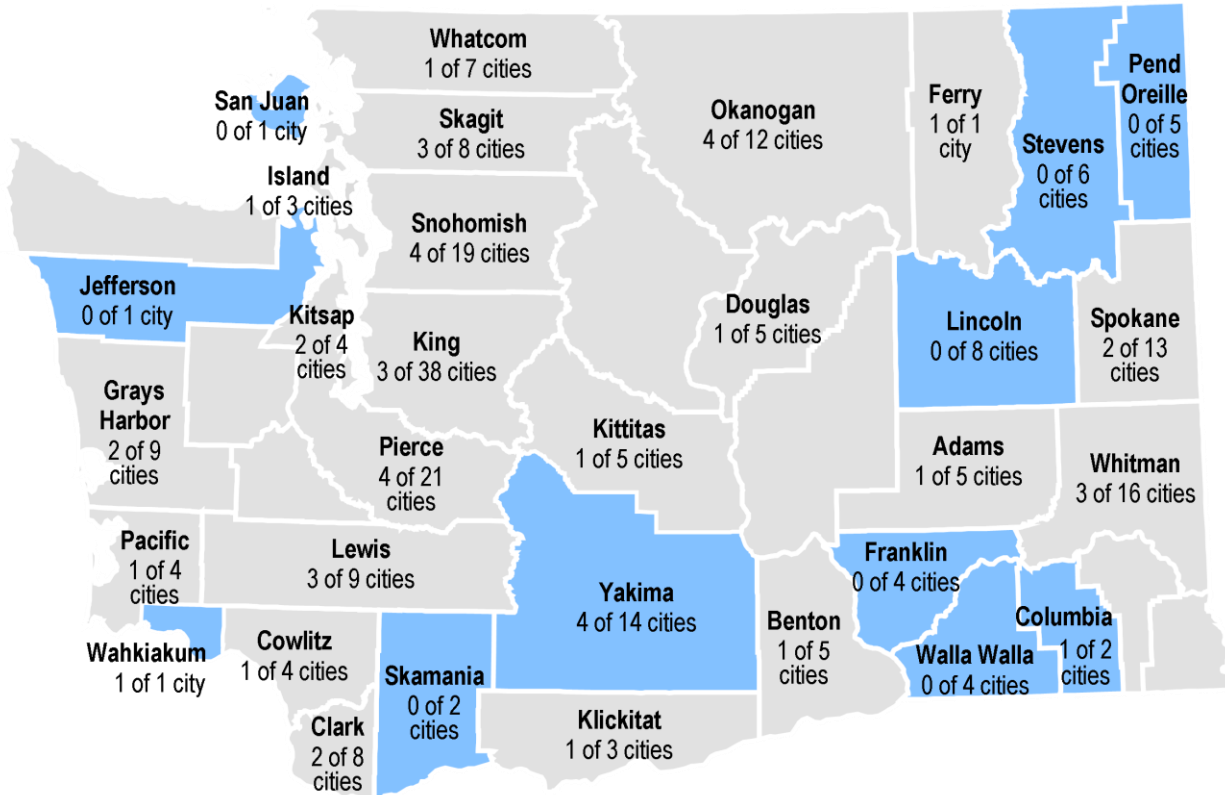 Whatcom
1 of 7 cities
San Juan
0 of 1 city
Skagit
3 of 8 cities
Okanogan
4 of 12 cities
Ferry
1 of 1
city
Stevens
0 of 6
cities
Pend
Oreille
0 of 5
cities
Island
1 of 3 cities
Snohomish
4 of 19 cities
Jefferson
0 of 1 city
Kitsap
2 of 4
cities
King
3 of 38 cities
Douglas
1 of 5 cities
Lincoln
0 of 8 cities
Spokane
2 of 13
cities
Grays
Harbor
2 of 9
cities
Pierce
4 of 21
cities
Kittitas
1 of 5 cities
Adams
1 of 5 cities
Whitman
3 of 16 cities
Pacific
1 of 4
cities
Lewis
3 of 9 cities
Yakima
4 of 14 cities
Franklin
0 of 4 cities
Benton
1 of 5
cities
Walla Walla
0 of 4 cities
Columbia
1 of 2
cities
Wahkiakum
1 of 1 city
Cowlitz
1 of 4 cities
Skamania
0 of 2
cities
Clark
2 of 8
cities
Klickitat
1 of 3 cities